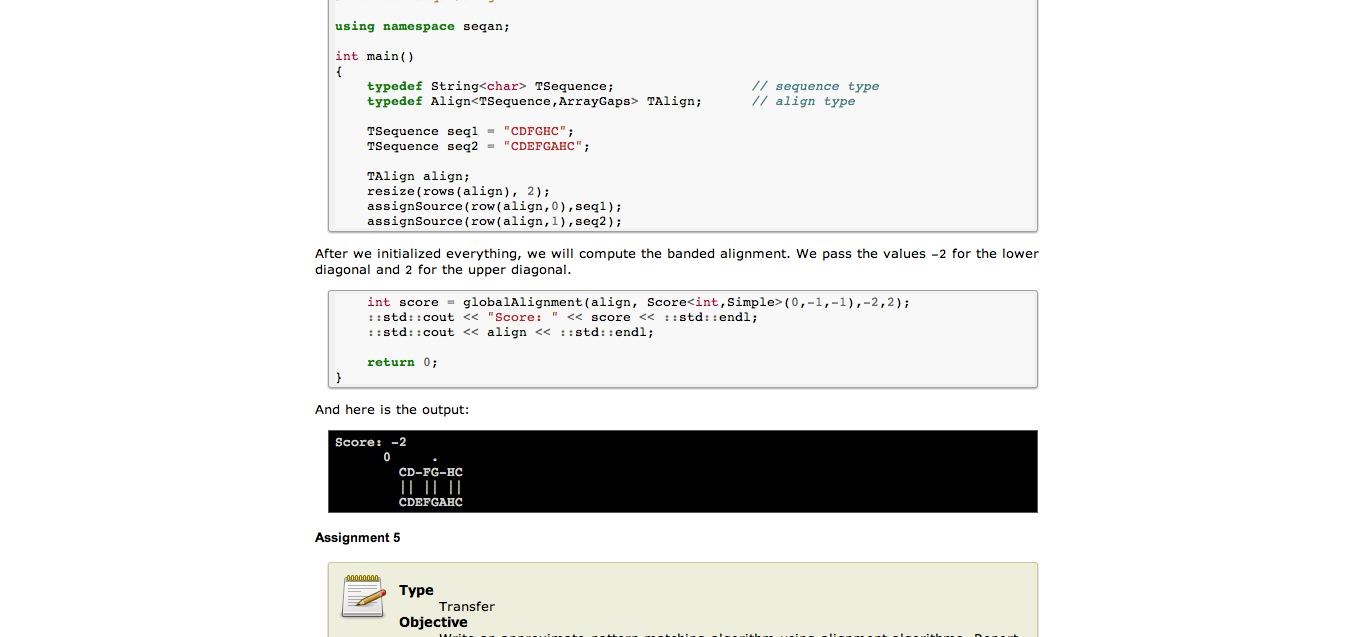 using namespace seqan;
int main()
{
    typedef String<char> TSequence;                 // sequence type
    typedef Align<TSequence,ArrayGaps> TAlign;      // align type
    TSequence seq1 = "CDFGHC";
    TSequence seq2 = "CDEFGAHC";
    TAlign align;
    resize(rows(align), 2);
    assignSource(row(align,0),seq1);
    assignSource(row(align,1),seq2);
After we initialized everything, we will compute the banded alignment. We pass the values -2 for the lower
diagonal and 2 for the upper diagonal.
    int score = globalAlignment(align, Score<int,Simple>(0,-1,-1),-2,2);
    ::std::cout << "Score: " << score << ::std::endl;
    ::std::cout << align << ::std::endl;
    return 0;
}
And here is the output:
Score: -2
      0     .
        CD-FG-HC
        || || ||
        CDEFGAHC
Assignment 5
Type
Transfer
Objective